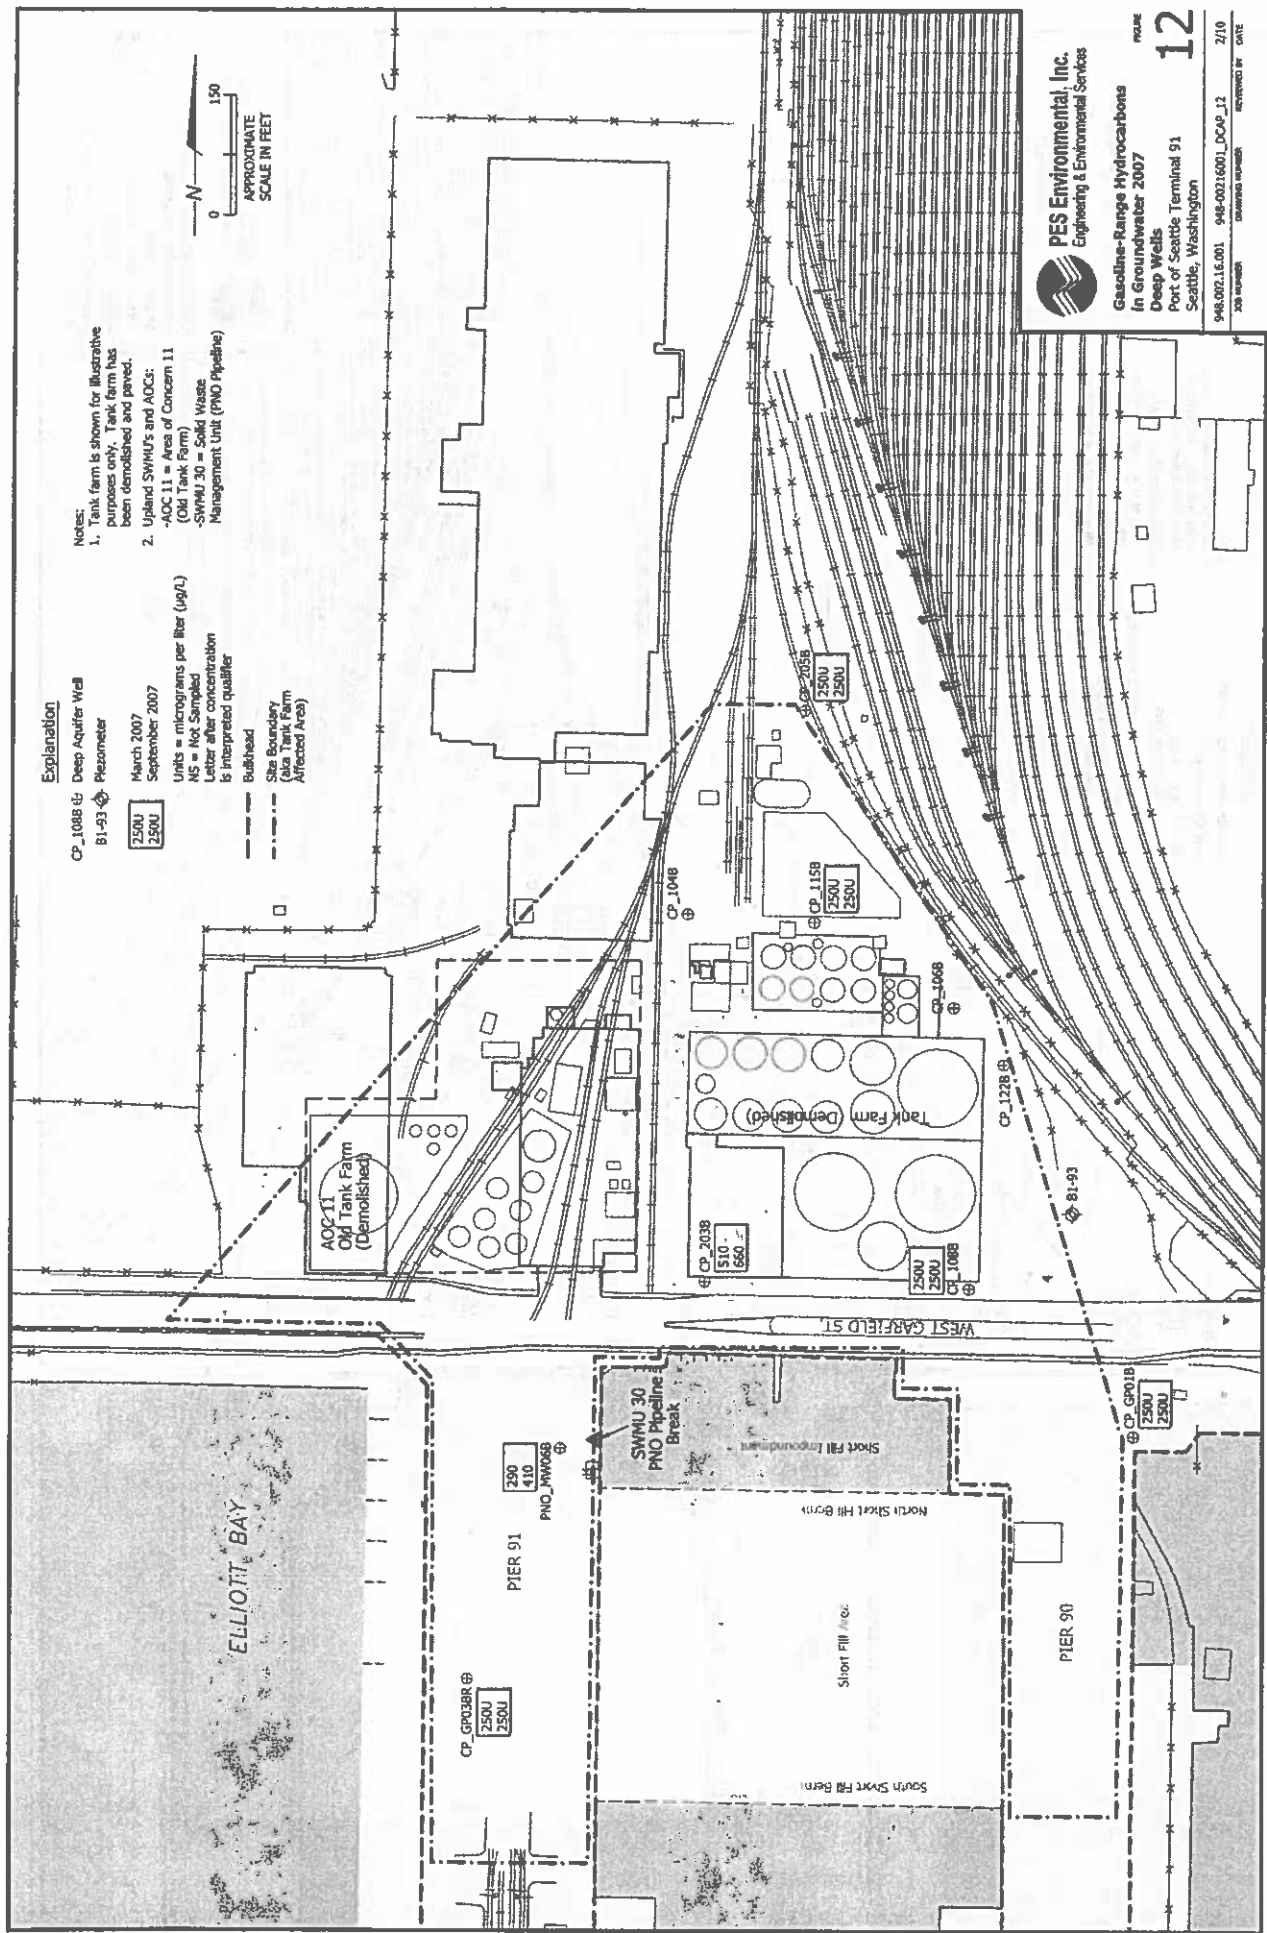 Explanation
CP_108B Deep Aquifer Well
B1-93 Piezometer
250U March 2007
250U September 2007
Units = micrograms per liter (µg/L)
NS = Not Sampled
Letter after concentration
is interpreted qualifier
Bulkhead
Site Boundary
(aka Tank Farm
Affected Area)
Notes:
1. Tank farm is shown for illustrative
purposes only. Tank farm has
been demolished and paved.
2. Upland SWMU's and AOCs:
-AOC 11 = Area of Concern 11
(Old Tank Farm)
-SWMU 30 = Solid Waste
Management Unit (PNO Pipeline)
N
0 150
APPROXIMATE
SCALE IN FEET
ELLIOTT BAY
AOC 11
Old Tank Farm
(Demolished)
CP_GP03BR
250U
250U
PIER 91
290
410
PNO_MW06B
SWMU 30
PNO Pipeline
Break
CP_104B
CP_203B
510
660
Tank Farm (Demolished)
CP_205B
250U
250U
CP_115B
250U
250U
CP_106B
CP_122B
250U
250U
CP_108B
B1-93
WEST GARFIELD ST.
Short Fill Impoundment
North Short Fill Berm
Short Fill Area
South Short Fill Berm
PIER 90
CP_GP01B
250U
250U
PES Environmental, Inc.
Engineering & Environmental Services
Gasoline-Range Hydrocarbons
In Groundwater 2007
Deep Wells
Port of Seattle Terminal 91
Seattle, Washington
FIGURE
12
948.002.16.001 948-00216001_DCAP_12 2/10
JOB NUMBER DRAWING NUMBER REVIEWED BY DATE